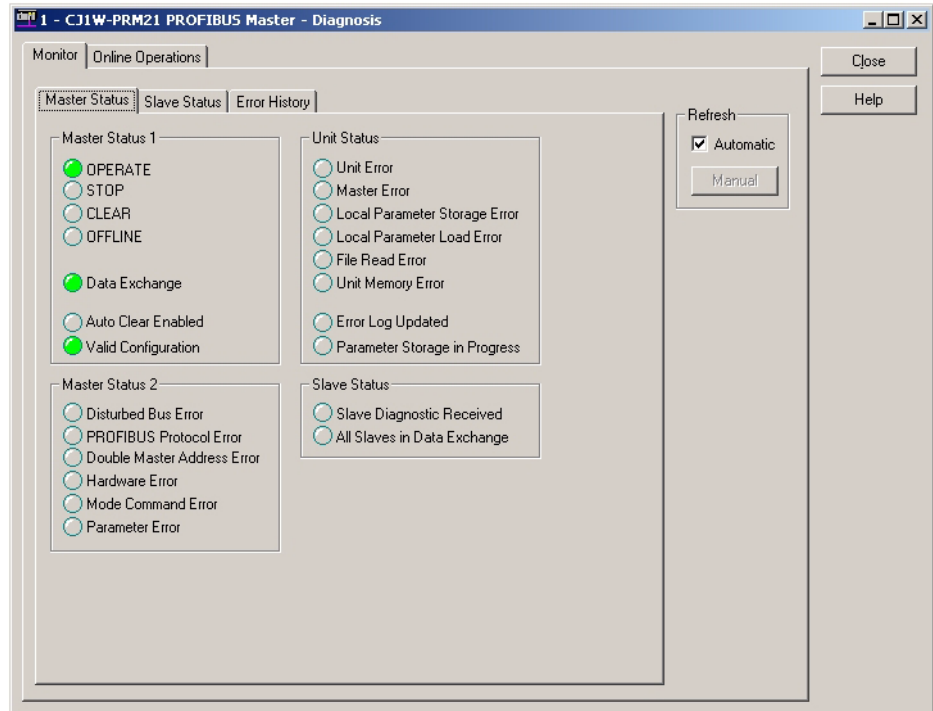 1 - CJ1W-PRM21 PROFIBUS Master - Diagnosis
Monitor
Online Operations
Close
Help
Master Status
Slave Status
Error History
Refresh
Automatic
Manual
Master Status 1
OPERATE
STOP
CLEAR
OFFLINE
Data Exchange
Auto Clear Enabled
Valid Configuration
Unit Status
Unit Error
Master Error
Local Parameter Storage Error
Local Parameter Load Error
File Read Error
Unit Memory Error
Error Log Updated
Parameter Storage in Progress
Master Status 2
Disturbed Bus Error
PROFIBUS Protocol Error
Double Master Address Error
Hardware Error
Mode Command Error
Parameter Error
Slave Status
Slave Diagnostic Received
All Slaves in Data Exchange